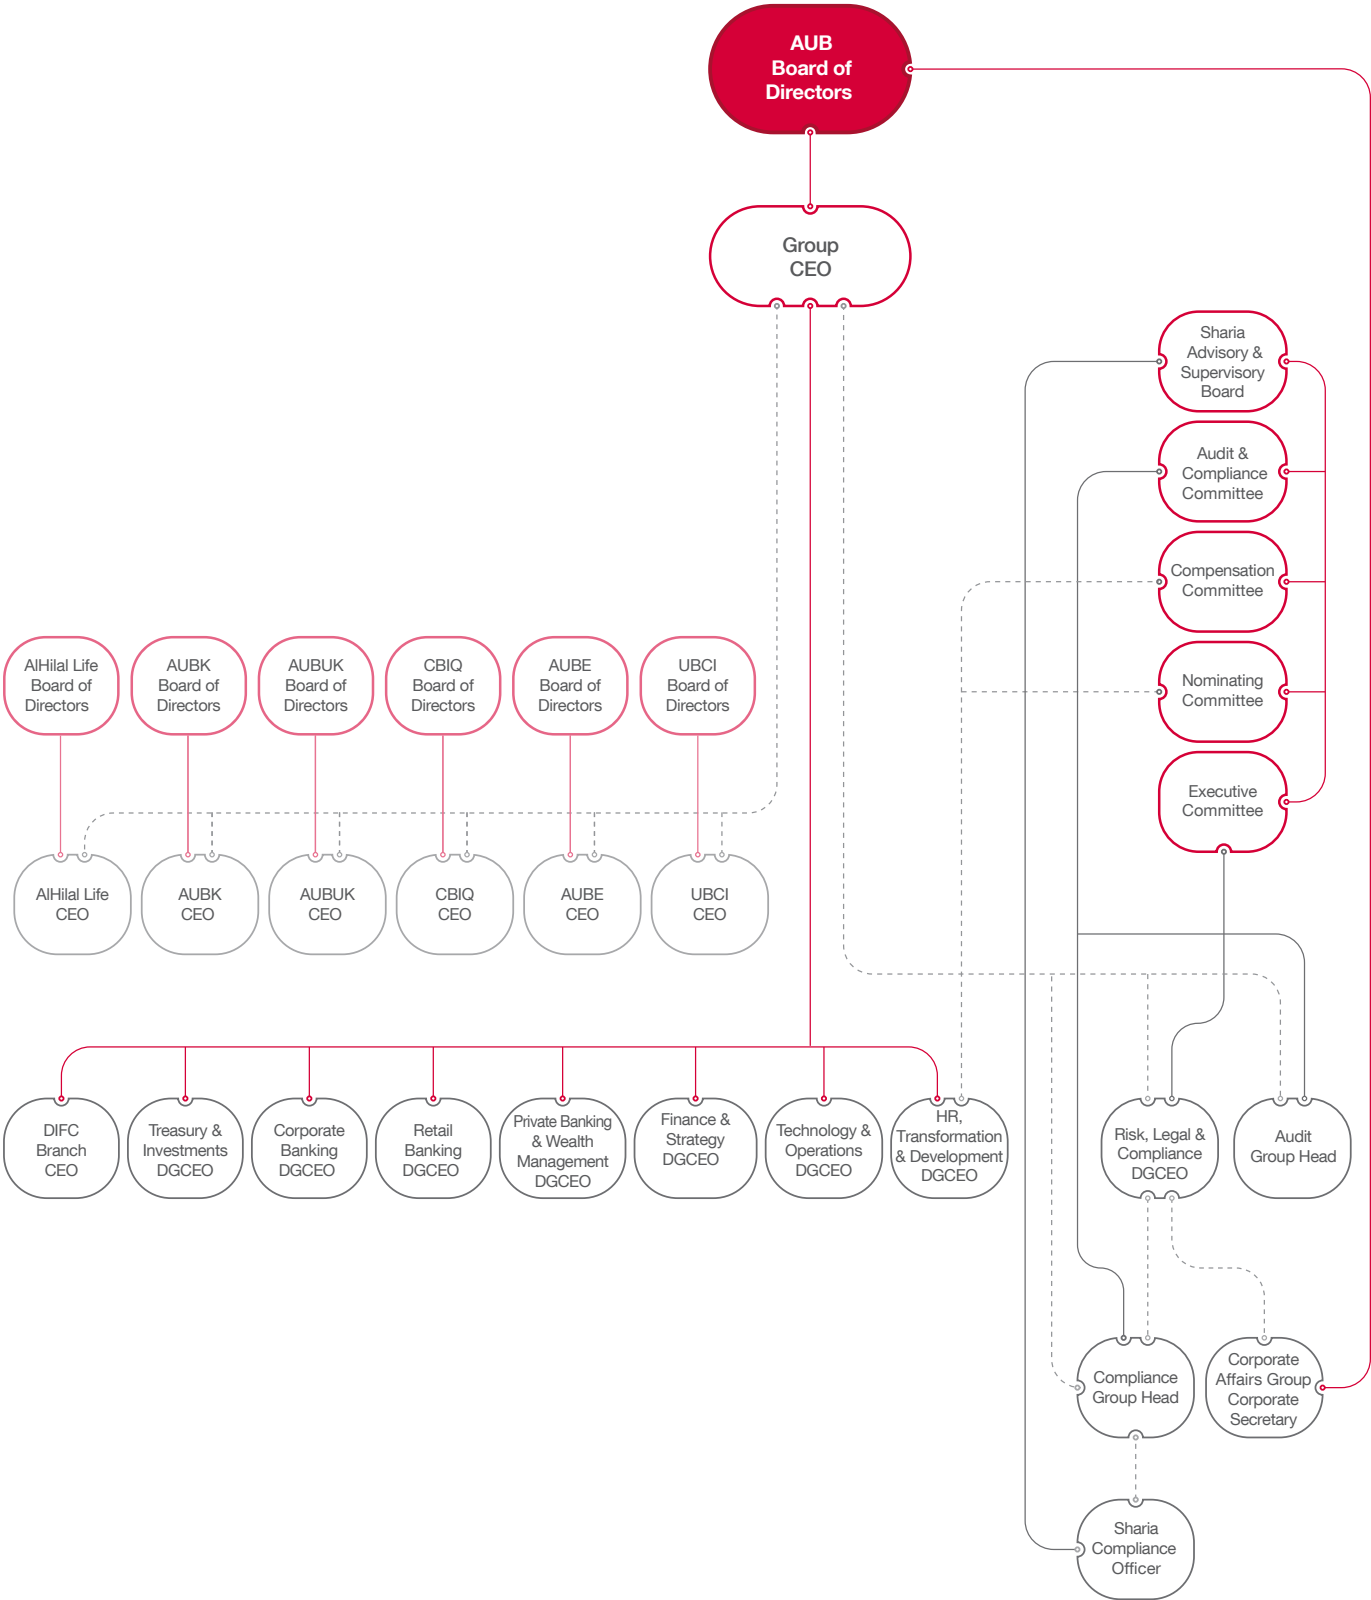 AUB
Board of
Directors
Group
CEO
Sharia
Advisory &
Supervisory
Board
Audit &
Compliance
Committee
Compensation
Committee
Nominating
Committee
Executive
Committee
AlHilal Life
Board of
Directors
AUBK
Board of
Directors
AUBUK
Board of
Directors
CBIQ
Board of
Directors
AUBE
Board of
Directors
UBCI
Board of
Directors
AlHilal Life
CEO
AUBK
CEO
AUBUK
CEO
CBIQ
CEO
AUBE
CEO
UBCI
CEO
DIFC
Branch
CEO
Treasury &
Investments
DGCEO
Corporate
Banking
DGCEO
Retail
Banking
DGCEO
Private Banking
& Wealth
Management
DGCEO
Finance &
Strategy
DGCEO
Technology &
Operations
DGCEO
HR,
Transformation
& Development
DGCEO
Risk, Legal &
Compliance
DGCEO
Audit
Group Head
Compliance
Group Head
Corporate
Affairs Group
Corporate
Secretary
Sharia
Compliance
Officer